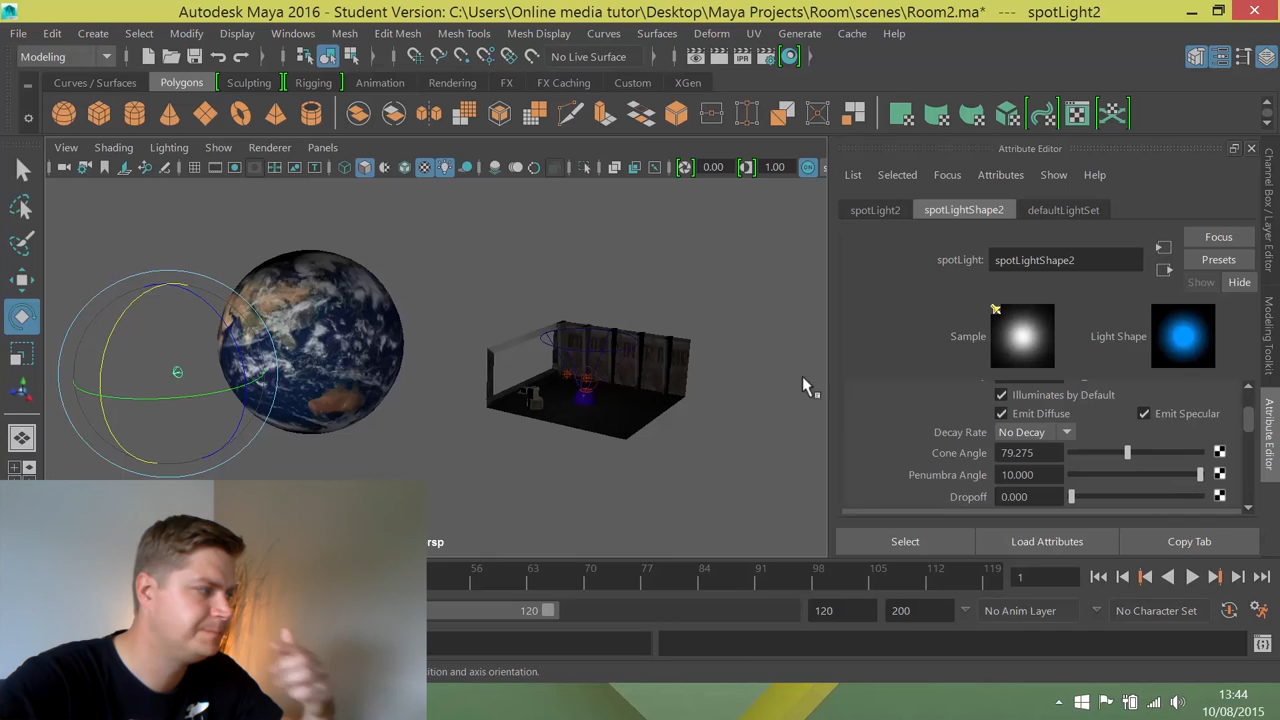 Autodesk Maya 2016 - Student Version: C:\Users\Online media tutor\Desktop\Maya Projects\Room\scenes\Room2.ma* --- spotLight2
File Edit Create Select Modify Display Windows Mesh Edit Mesh Mesh Tools Mesh Display Curves Surfaces Deform UV Generate Cache Help
Modeling No Live Surface IPR
Curves / Surfaces Polygons Sculpting Rigging Animation Rendering FX FX Caching Custom XGen
View Shading Lighting Show Renderer Panels
0.00 1.00 ON
Attribute Editor
List Selected Focus Attributes Show Help
spotLight2 spotLightShape2 defaultLightSet
spotLight: spotLightShape2
Focus
Presets
Show Hide
Sample Light Shape
Illuminates by Default
Emit Diffuse Emit Specular
Decay Rate No Decay
Cone Angle 79.275
Penumbra Angle 10.000
Dropoff 0.000
Select Load Attributes Copy Tab
Channel Box / Layer Editor
Modeling Toolkit
Attribute Editor
persp
56 63 70 77 84 91 98 105 112 119 1
120 120 200 No Anim Layer No Character Set
ition and axis orientation.
13:44
10/08/2015